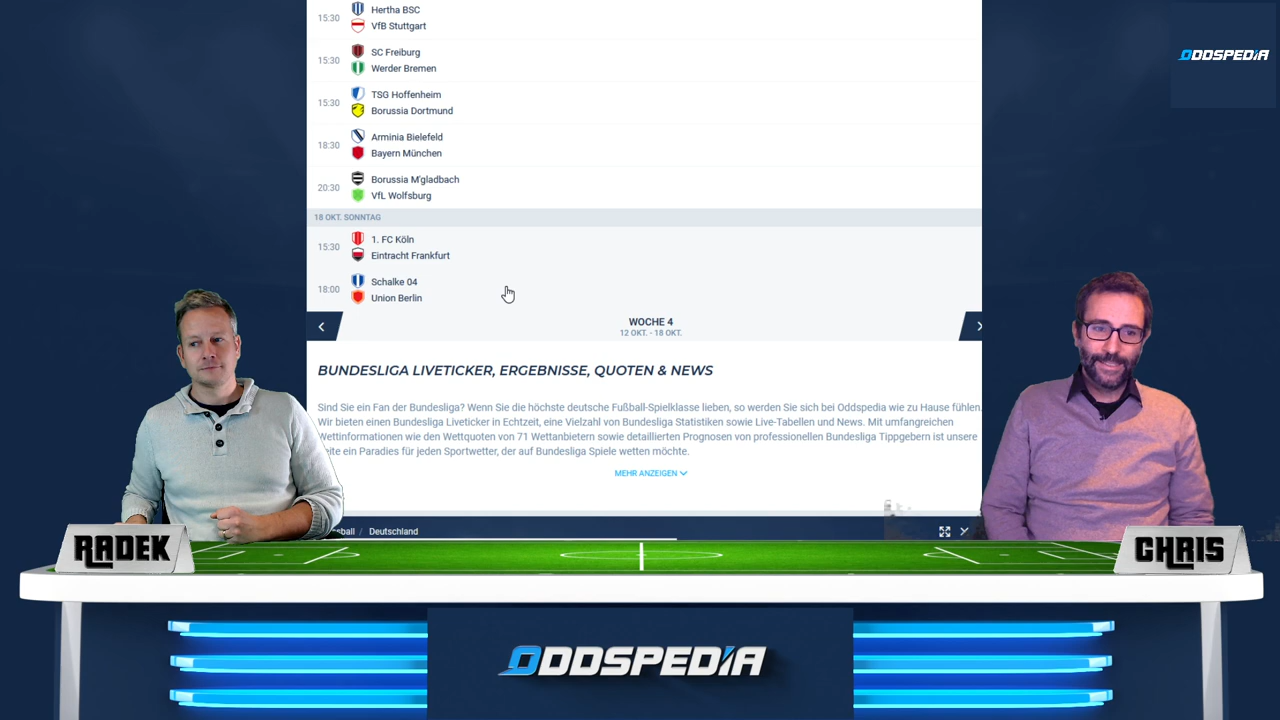 15:30
Hertha BSC
VfB Stuttgart
ODDSPEDIA
15:30
SC Freiburg
Werder Bremen
15:30
TSG Hoffenheim
Borussia Dortmund
18:30
Arminia Bielefeld
Bayern München
20:30
Borussia M'gladbach
VfL Wolfsburg
18 OKT. SONNTAG
15:30
1. FC Köln
Eintracht Frankfurt
18:00
Schalke 04
Union Berlin
WOCHE 4
12 OKT. - 18 OKT.
BUNDESLIGA LIVETICKER, ERGEBNISSE, QUOTEN & NEWS
Sind Sie ein Fan der Bundesliga? Wenn Sie die höchste deutsche Fußball-Spielklasse lieben, so werden Sie sich bei Oddspedia wie zu Hause fühlen.
Wir bieten einen Bundesliga Liveticker in Echtzeit, eine Vielzahl von Bundesliga Statistiken sowie Live-Tabellen und News. Mit umfangreichen
Wettinformationen wie den Wettquoten von 71 Wettanbietern sowie detaillierten Prognosen von professionellen Bundesliga Tippgebern ist unsere
eite ein Paradies für jeden Sportwetter, der auf Bundesliga Spiele wetten möchte.
MEHR ANZEIGEN
sball / Deutschland
RADEK
CHRIS
ODDSPEDIA